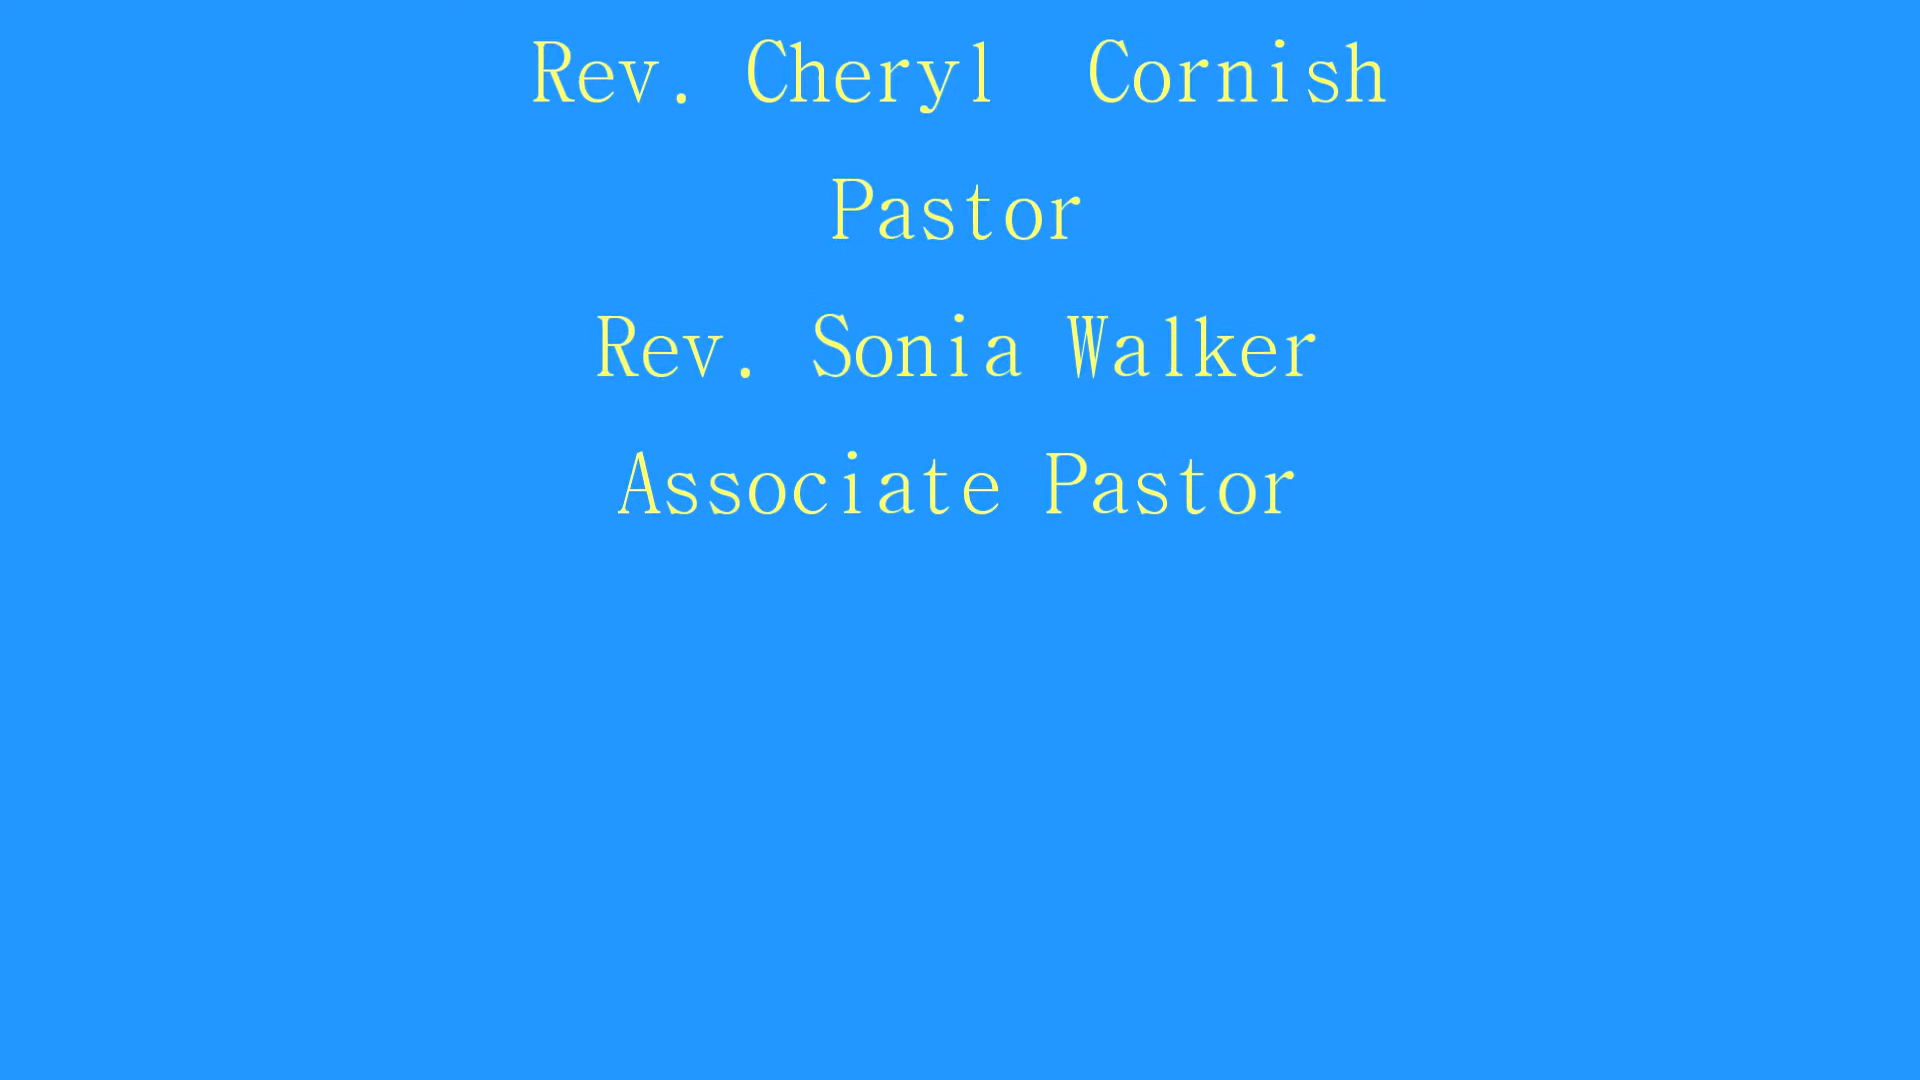 Rev. Cheryl  Cornish
Pastor
Rev. Sonia Walker
Associate Pastor